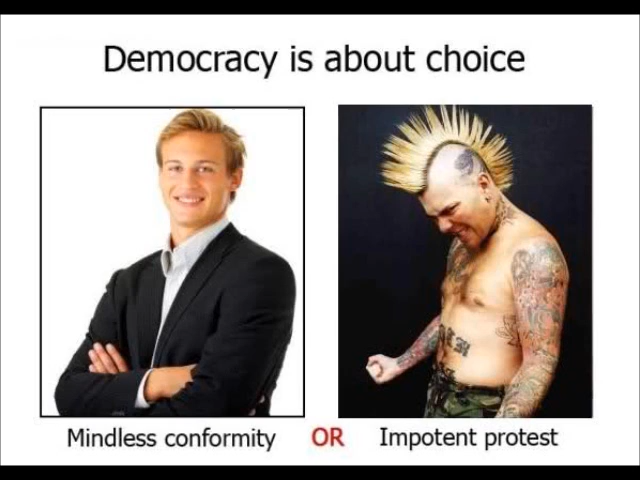 Democracy is about choice
Mindless conformity OR Impotent protest